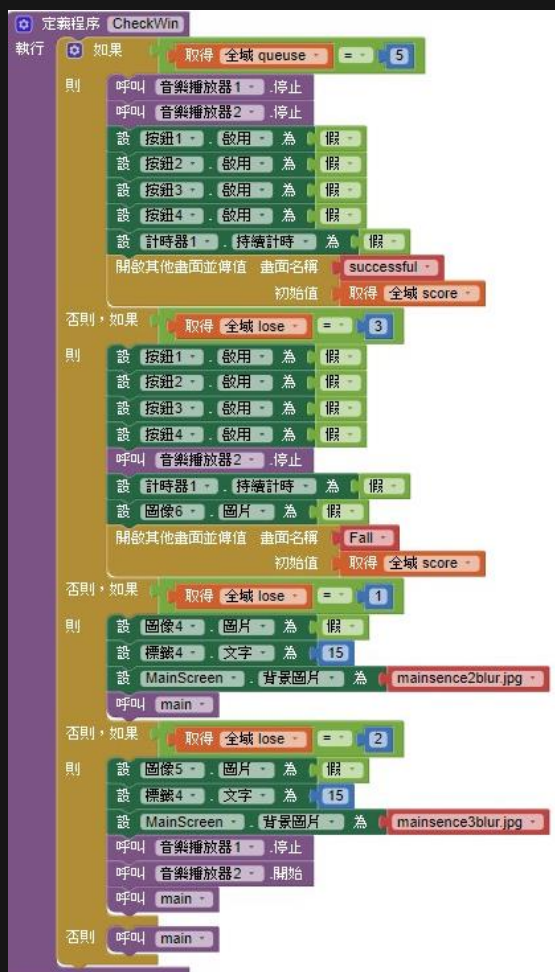 定義程序 CheckWin
執行 如果 取得 全域 queuse = 5
則 呼叫 音樂播放器1 .停止
呼叫 音樂播放器2 .停止
設 按鈕1 . 啟用 為 假
設 按鈕2 . 啟用 為 假
設 按鈕3 . 啟用 為 假
設 按鈕4 . 啟用 為 假
設 計時器1 . 持續計時 為 假
開啟其他畫面並傳值 畫面名稱 successful
初始值 取得 全域 score
否則,如果 取得 全域 lose = 3
則 設 按鈕1 . 啟用 為 假
設 按鈕2 . 啟用 為 假
設 按鈕3 . 啟用 為 假
設 按鈕4 . 啟用 為 假
呼叫 音樂播放器2 .停止
設 計時器1 . 持續計時 為 假
設 圖像6 . 圖片 為 假
開啟其他畫面並傳值 畫面名稱 Fall
初始值 取得 全域 score
否則,如果 取得 全域 lose = 1
則 設 圖像4 . 圖片 為 假
設 標籤4 . 文字 為 15
設 MainScreen . 背景圖片 為 mainsence2blur.jpg
呼叫 main
否則,如果 取得 全域 lose = 2
則 設 圖像5 . 圖片 為 假
設 標籤4 . 文字 為 15
設 MainScreen . 背景圖片 為 mainsence3blur.jpg
呼叫 音樂播放器1 .停止
呼叫 音樂播放器2 .開始
呼叫 main
否則 呼叫 main